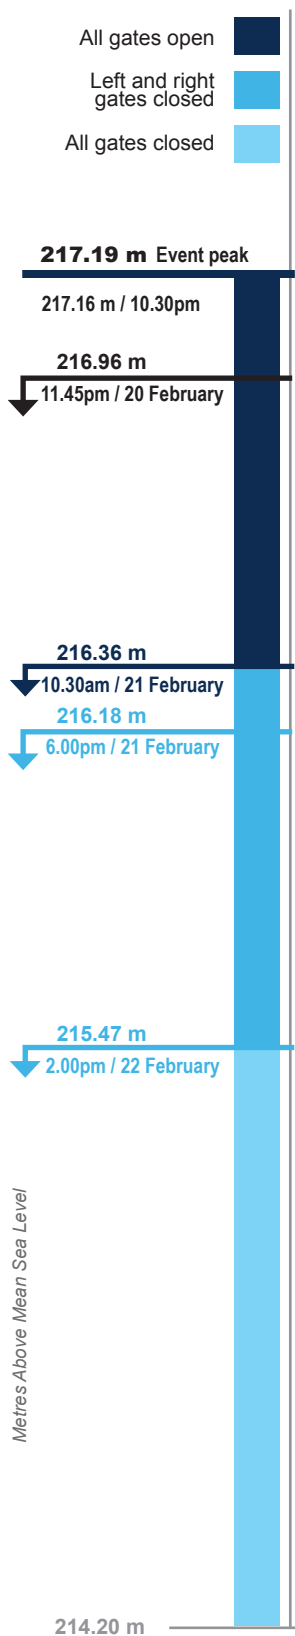 All gates open
Left and right
gates closed
All gates closed
217.19 m Event peak
217.16 m / 10.30pm
216.96 m
11.45pm / 20 February
216.36 m
10.30am / 21 February
216.18 m
6.00pm / 21 February
215.47 m
2.00pm / 22 February
Metres Above Mean Sea Level
214.20 m